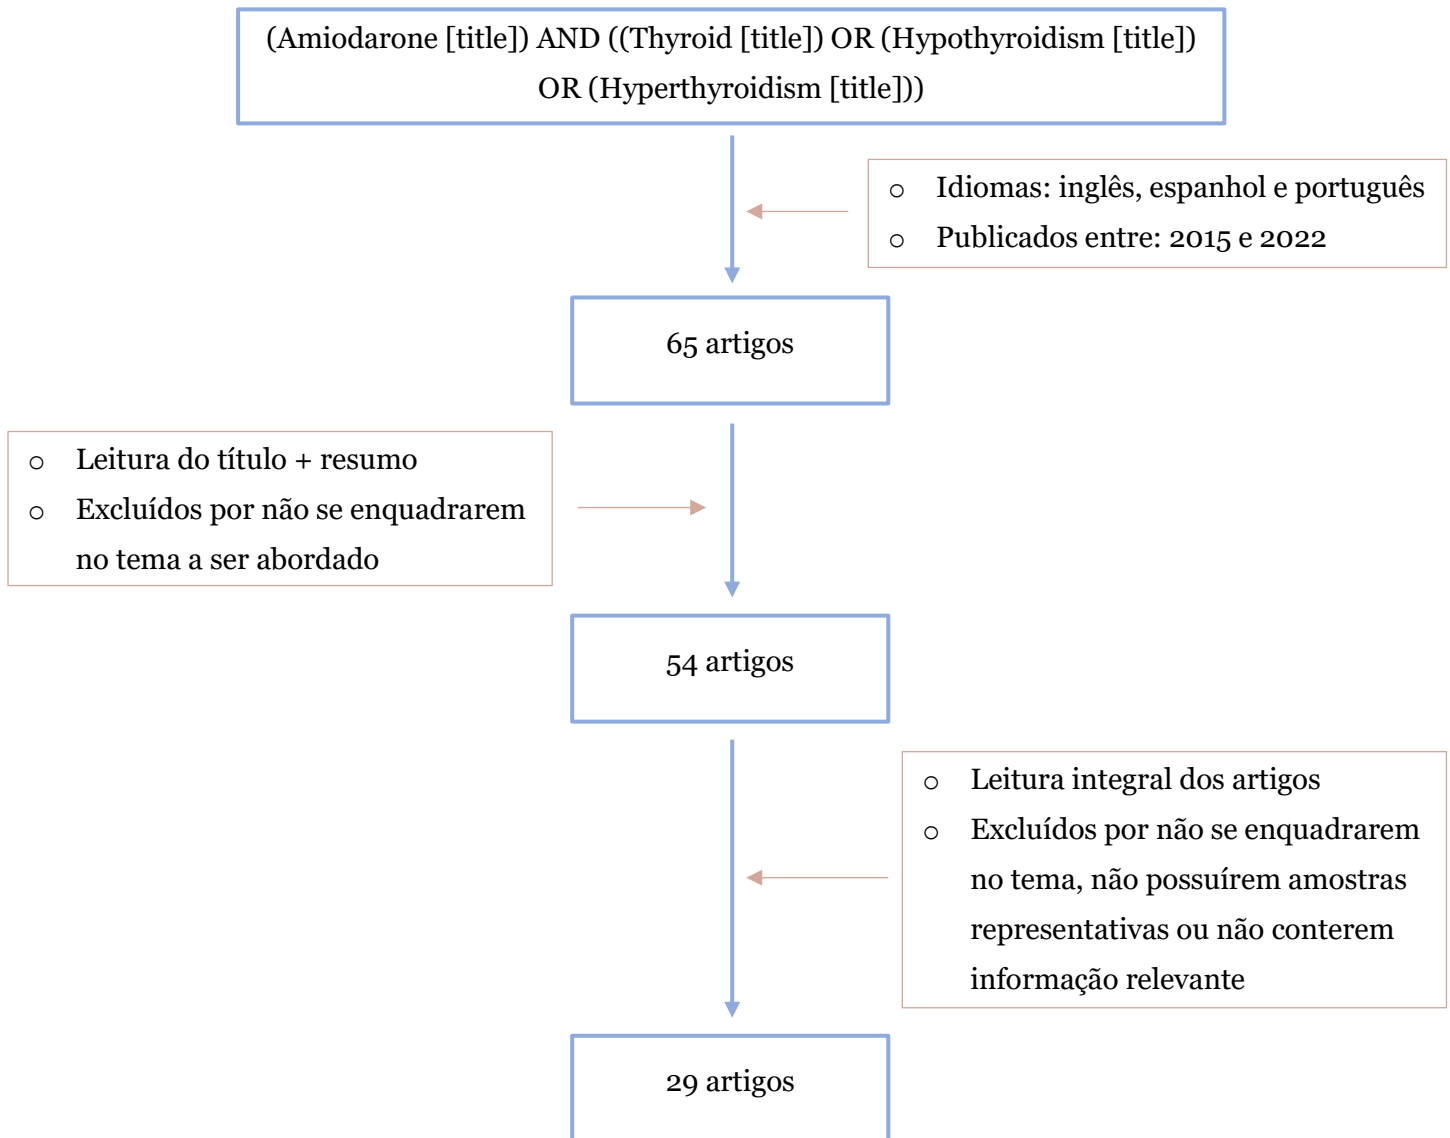 (Amiodarone [title]) AND ((Thyroid [title]) OR (Hypothyroidism [title])
OR (Hyperthyroidism [title]))
o Idiomas: inglês, espanhol e português
o Publicados entre: 2015 e 2022
65 artigos
o Leitura do título + resumo
o Excluídos por não se enquadrarem
no tema a ser abordado
54 artigos
o Leitura integral dos artigos
o Excluídos por não se enquadrarem
no tema, não possuírem amostras
representativas ou não conterem
informação relevante
29 artigos